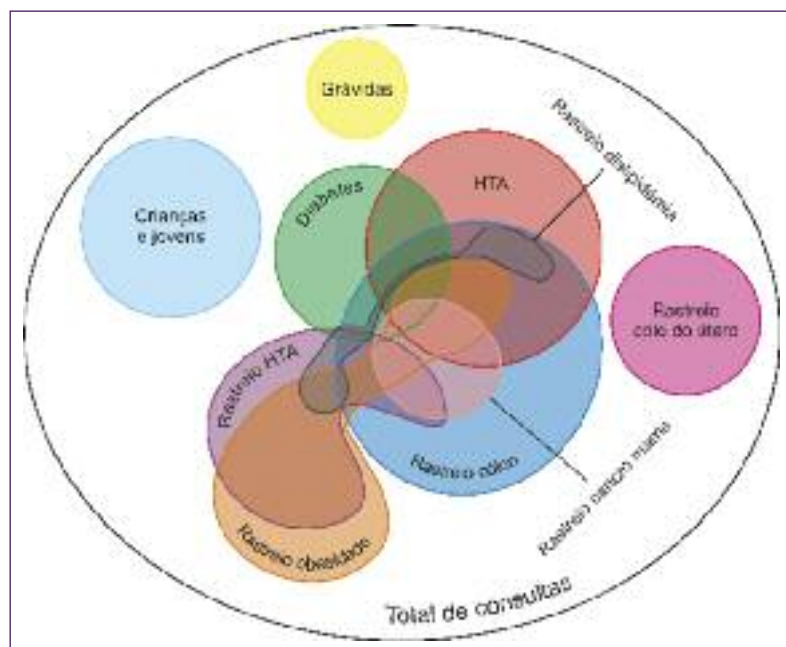 Grávidas
Rastreio dislipidémia
HTA
Diabetes
Crianças
e jovens
Rastreio
colo do útero
Rastreio HTA
Rastreio cólon
Rastreio cancro mama
Rastreio obesidade
Total de consultas